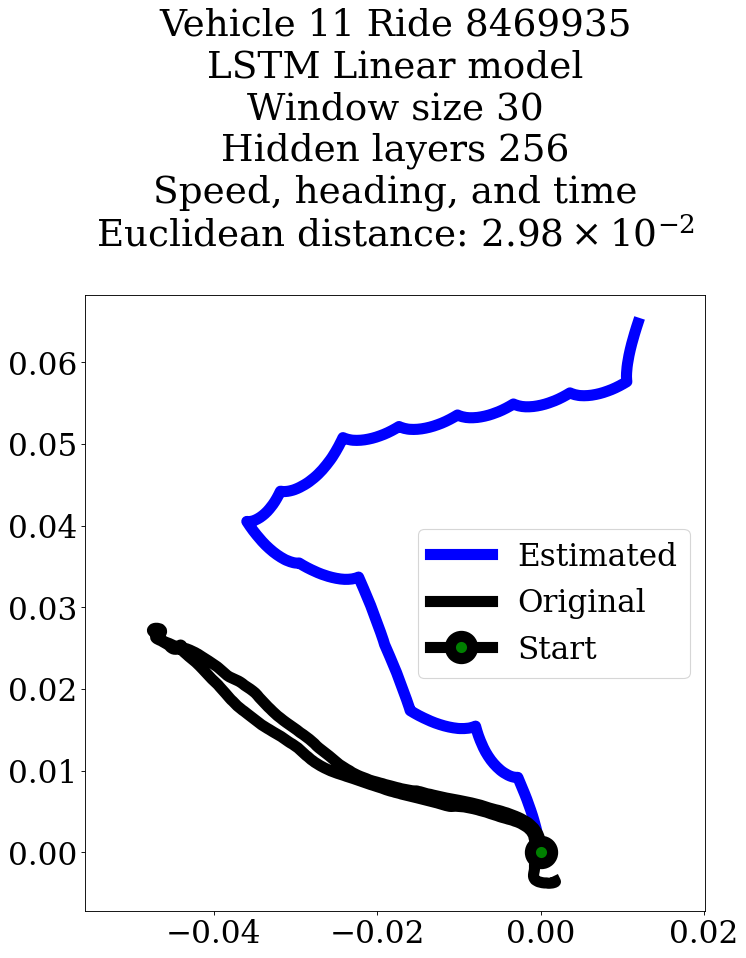 Vehicle 11 Ride 8469935
LSTM Linear model
Window size 30
Hidden layers 256
Speed, heading, and time
Euclidean distance: 2.98 × 10⁻²
0.06
0.05
0.04
0.03
0.02
0.01
0.00
Estimated
Original
Start
−0.04
−0.02
0.00
0.02